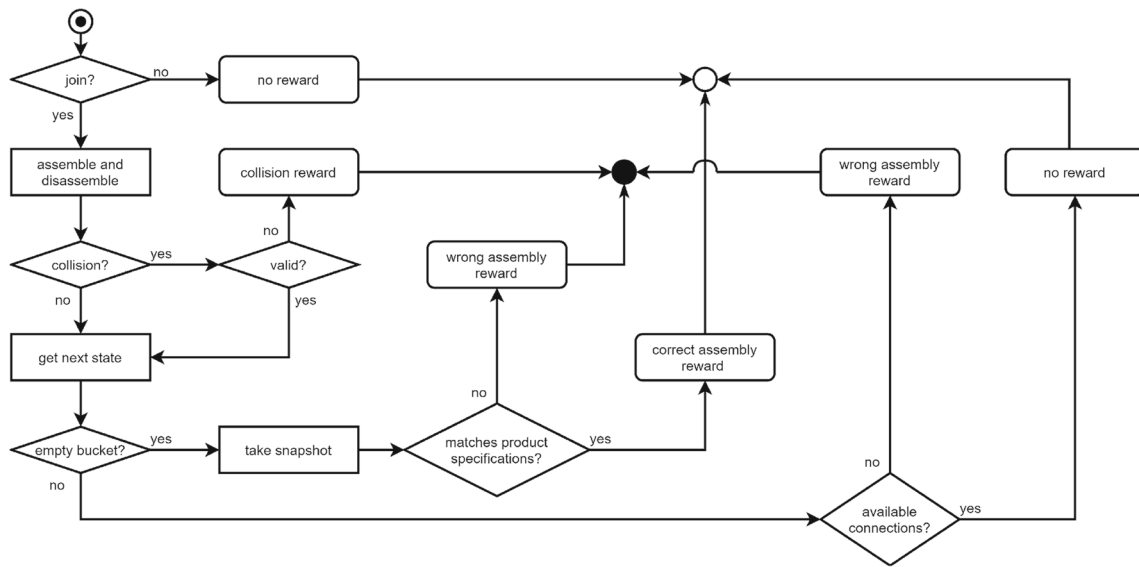 join?
no
no reward
yes
assemble and
disassemble
collision reward
wrong assembly
reward
no reward
no
collision?
yes
valid?
wrong assembly
reward
no
yes
get next state
correct assembly
reward
no
empty bucket?
yes
take snapshot
matches product
specifications?
yes
no
no
available
connections?
yes